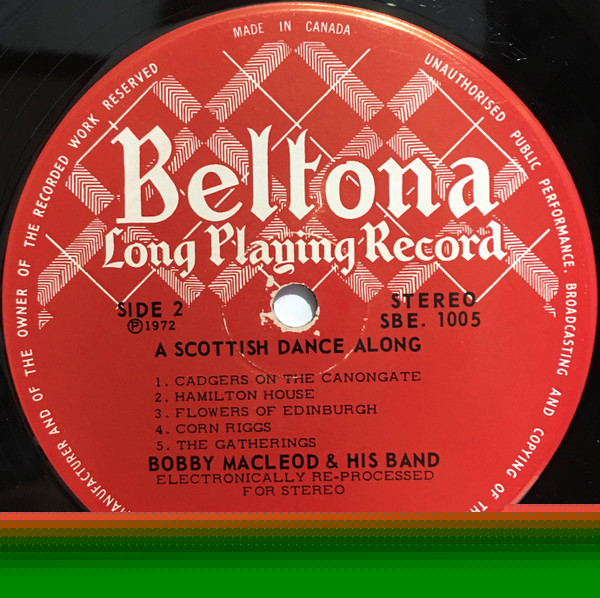 MADE IN CANADA
MANUFACTURER AND OF THE OWNER OF THE RECORDED WORK RESERVED
UNAUTHORISED PUBLIC PERFORMANCE, BROADCASTING AND COPYING OF
Beltona
Long Playing Record
SIDE 2
℗1972
STEREO
SBE. 1005
A SCOTTISH DANCE ALONG
1. CADGERS ON THE CANONGATE
2. HAMILTON HOUSE
3. FLOWERS OF EDINBURGH
4. CORN RIGGS
5. THE GATHERINGS
BOBBY MACLEOD & HIS BAND
ELECTRONICALLY RE-PROCESSED
FOR STEREO